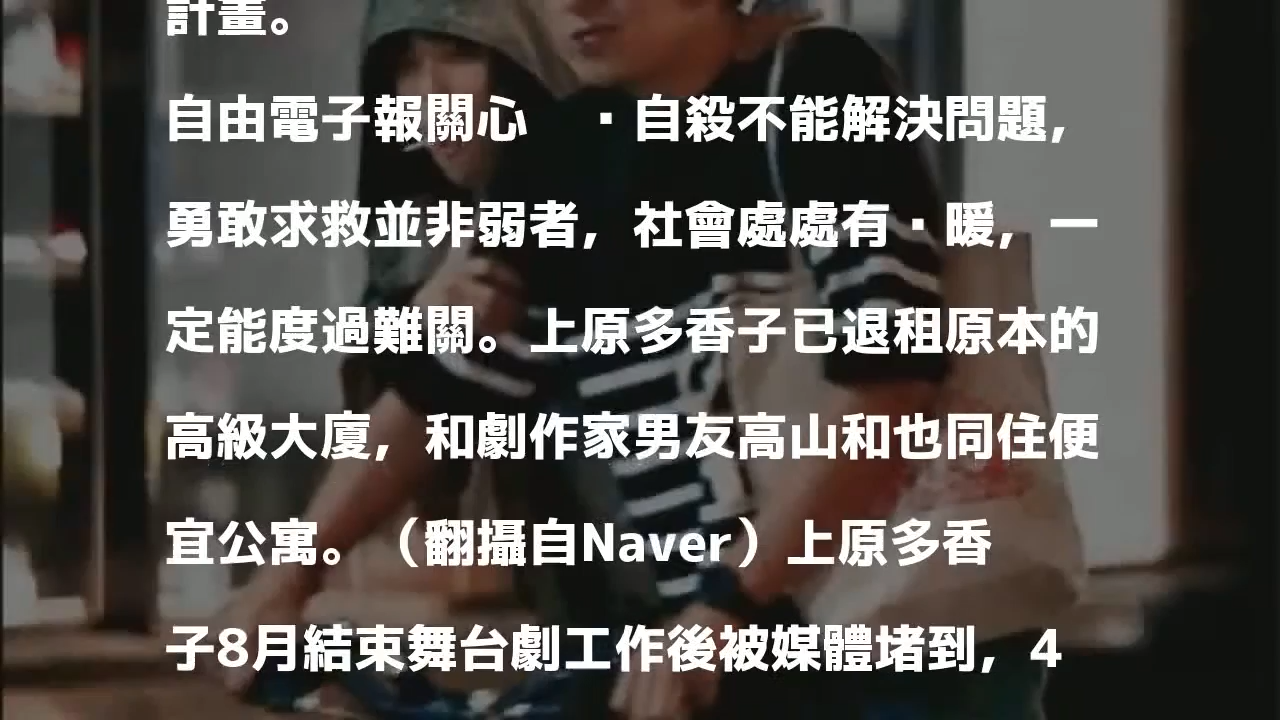 計畫。
自由電子報關心 ·自殺不能解決問題,
勇敢求救並非弱者,社會處處有·暖,一
定能度過難關。上原多香子已退租原本的
高級大廈,和劇作家男友高山和也同住便
宜公寓。(翻攝自Naver)上原多香
子8月結束舞台劇工作後被媒體堵到,4